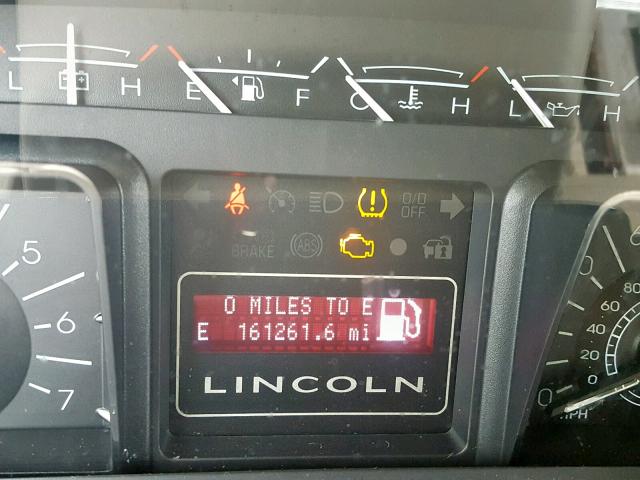 L H E F C H L H
O/D
OFF
BRAKE (ABS)
5
6
7
0 MILES TO E
E 161261.6 mi
LINCOLN
80
60
40
20
0
0
MPH